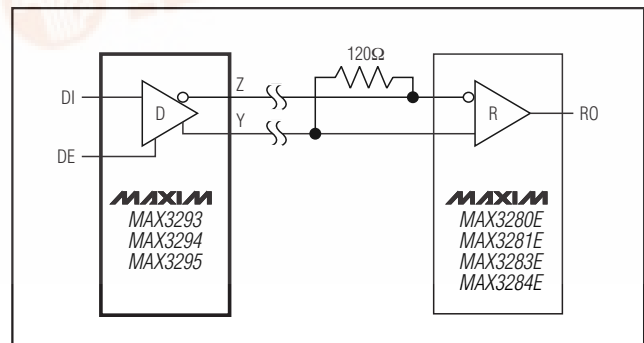 120Ω
DI
D
Z
Y
DE
R
RO
MAXIM
MAX3293
MAX3294
MAX3295
MAXIM
MAX3280E
MAX3281E
MAX3283E
MAX3284E